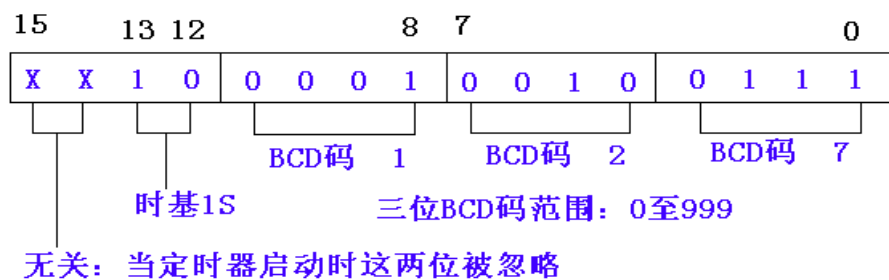 15 13 12 8 7 0
X X 1 0 0 0 0 1 0 0 1 0 0 1 1 1
BCD码 1 BCD码 2 BCD码 7
时基1S 三位BCD码范围：0至999
无关：当定时器启动时这两位被忽略